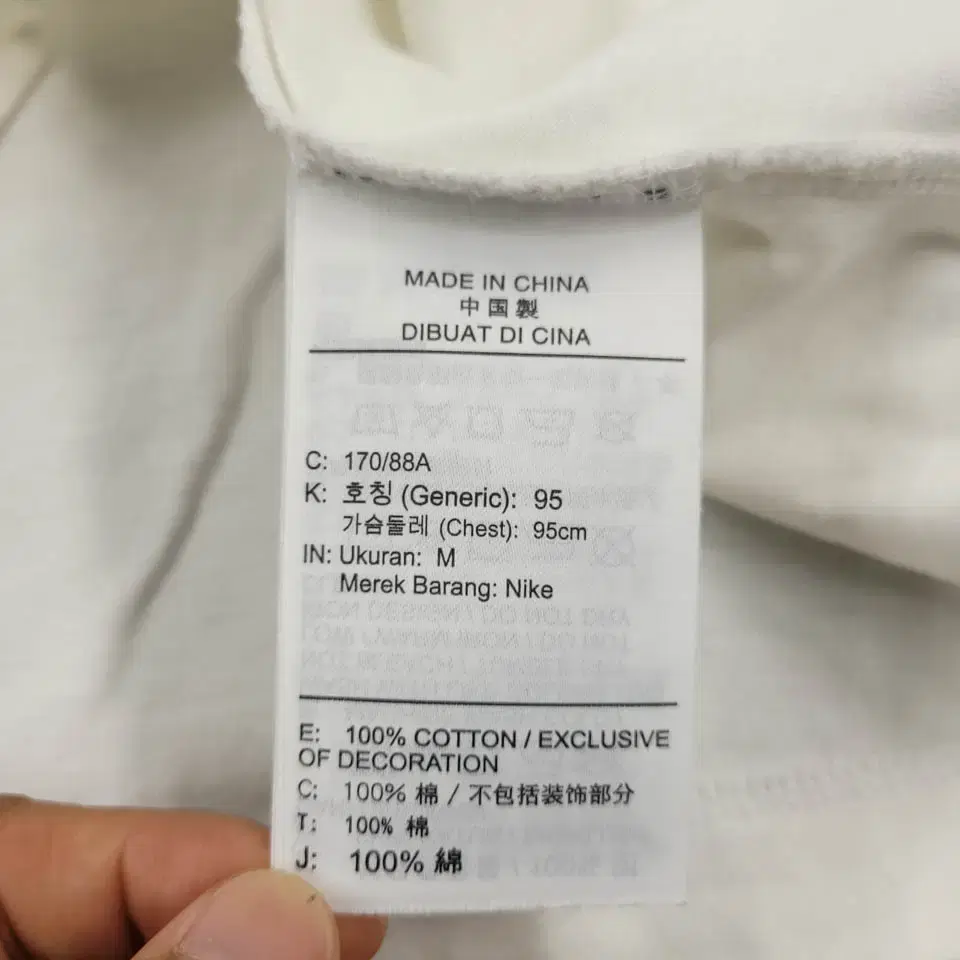 MADE IN CHINA
中国製
DIBUAT DI CINA
C: 170/88A
K: 호칭 (Generic): 95
가슴둘레 (Chest): 95cm
IN: Ukuran: M
Merek Barang: Nike
E: 100% COTTON / EXCLUSIVE
OF DECORATION
C: 100% 棉 / 不包括装饰部分
T: 100% 棉
J: 100% 綿